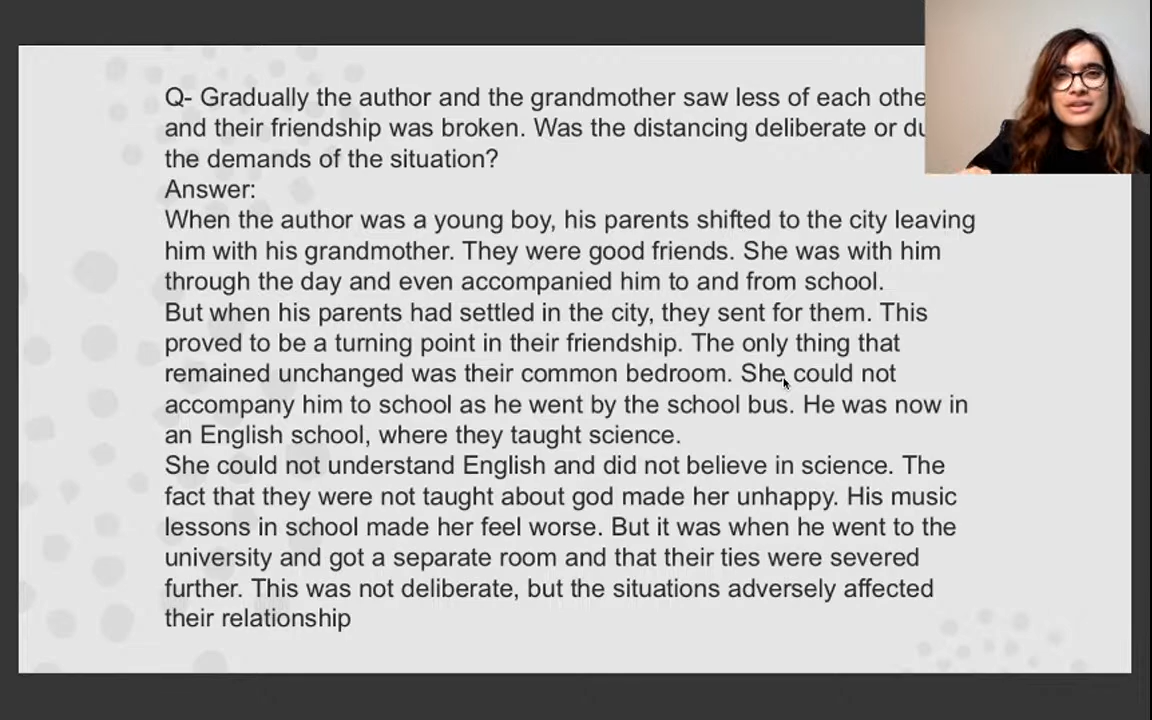 Q- Gradually the author and the grandmother saw less of each othe
and their friendship was broken. Was the distancing deliberate or du
the demands of the situation?
Answer:
When the author was a young boy, his parents shifted to the city leaving
him with his grandmother. They were good friends. She was with him
through the day and even accompanied him to and from school.
But when his parents had settled in the city, they sent for them. This
proved to be a turning point in their friendship. The only thing that
remained unchanged was their common bedroom. She could not
accompany him to school as he went by the school bus. He was now in
an English school, where they taught science.
She could not understand English and did not believe in science. The
fact that they were not taught about god made her unhappy. His music
lessons in school made her feel worse. But it was when he went to the
university and got a separate room and that their ties were severed
further. This was not deliberate, but the situations adversely affected
their relationship